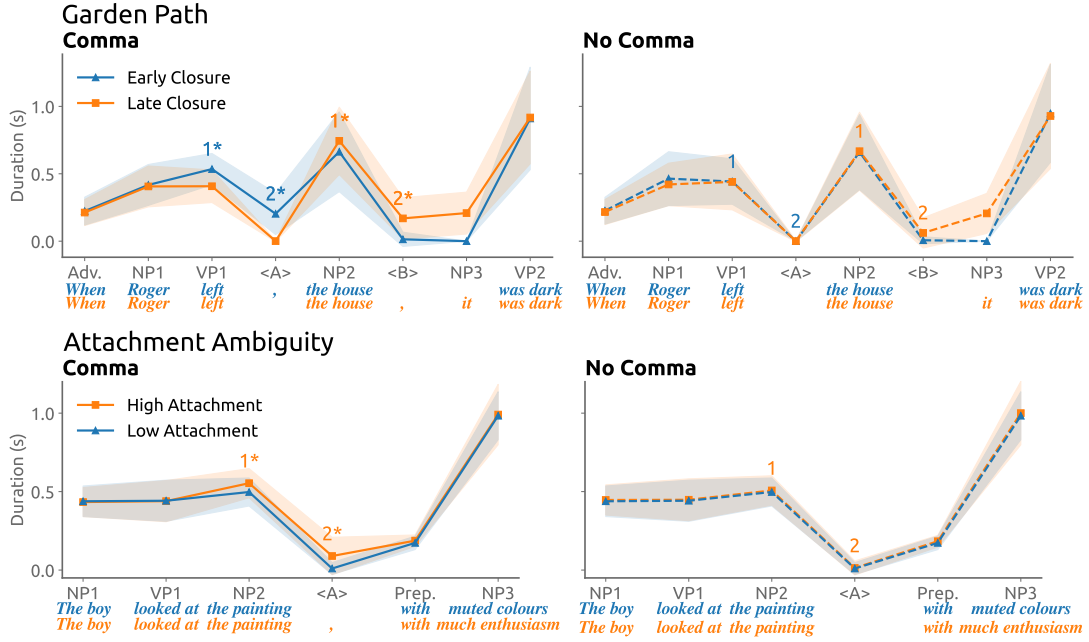 Garden Path
Comma
No Comma
Early Closure
Late Closure
Duration (s)
1.0
0.5
0.0
1*
2*
1*
2*
1
2
1
2
Adv. NP1 VP1 <A> NP2 <B> NP3 VP2
When Roger left , the house was dark
When Roger left the house , it was dark
Adv. NP1 VP1 <A> NP2 <B> NP3 VP2
When Roger left the house was dark
When Roger left the house it was dark
Attachment Ambiguity
Comma
No Comma
High Attachment
Low Attachment
Duration (s)
1.0
0.5
0.0
1*
2*
1
2
NP1 VP1 NP2 <A> Prep. NP3
The boy looked at the painting with muted colours
The boy looked at the painting , with much enthusiasm
NP1 VP1 NP2 <A> Prep. NP3
The boy looked at the painting with muted colours
The boy looked at the painting with much enthusiasm